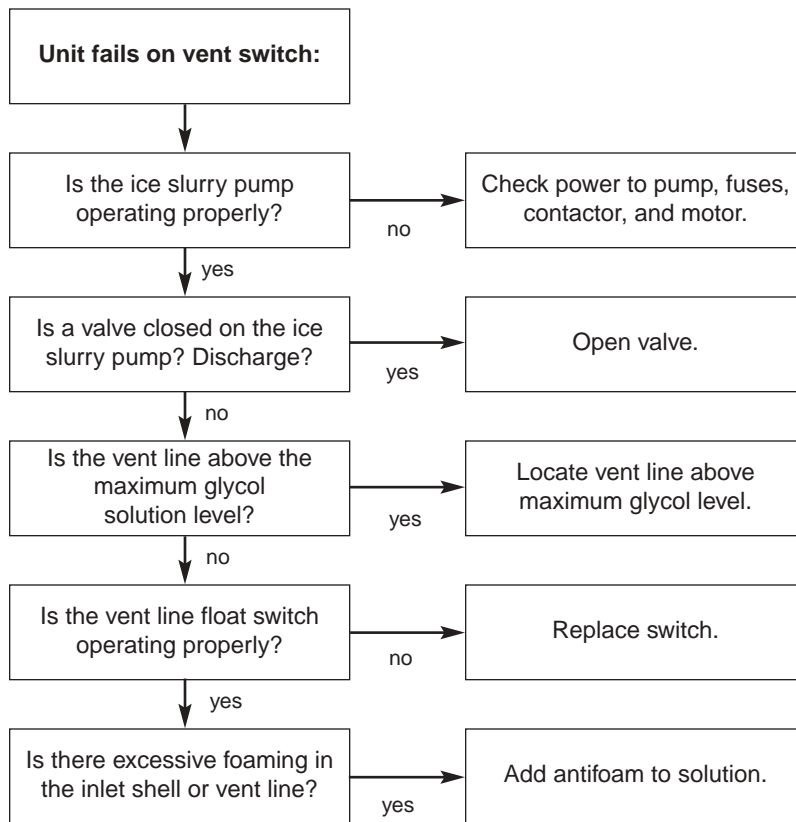 Unit fails on vent switch:
Is the ice slurry pump
operating properly?
no
Check power to pump, fuses,
contactor, and motor.
yes
Is a valve closed on the ice
slurry pump? Discharge?
yes
Open valve.
no
Is the vent line above the
maximum glycol
solution level?
yes
Locate vent line above
maximum glycol level.
no
Is the vent line float switch
operating properly?
no
Replace switch.
yes
Is there excessive foaming in
the inlet shell or vent line?
yes
Add antifoam to solution.